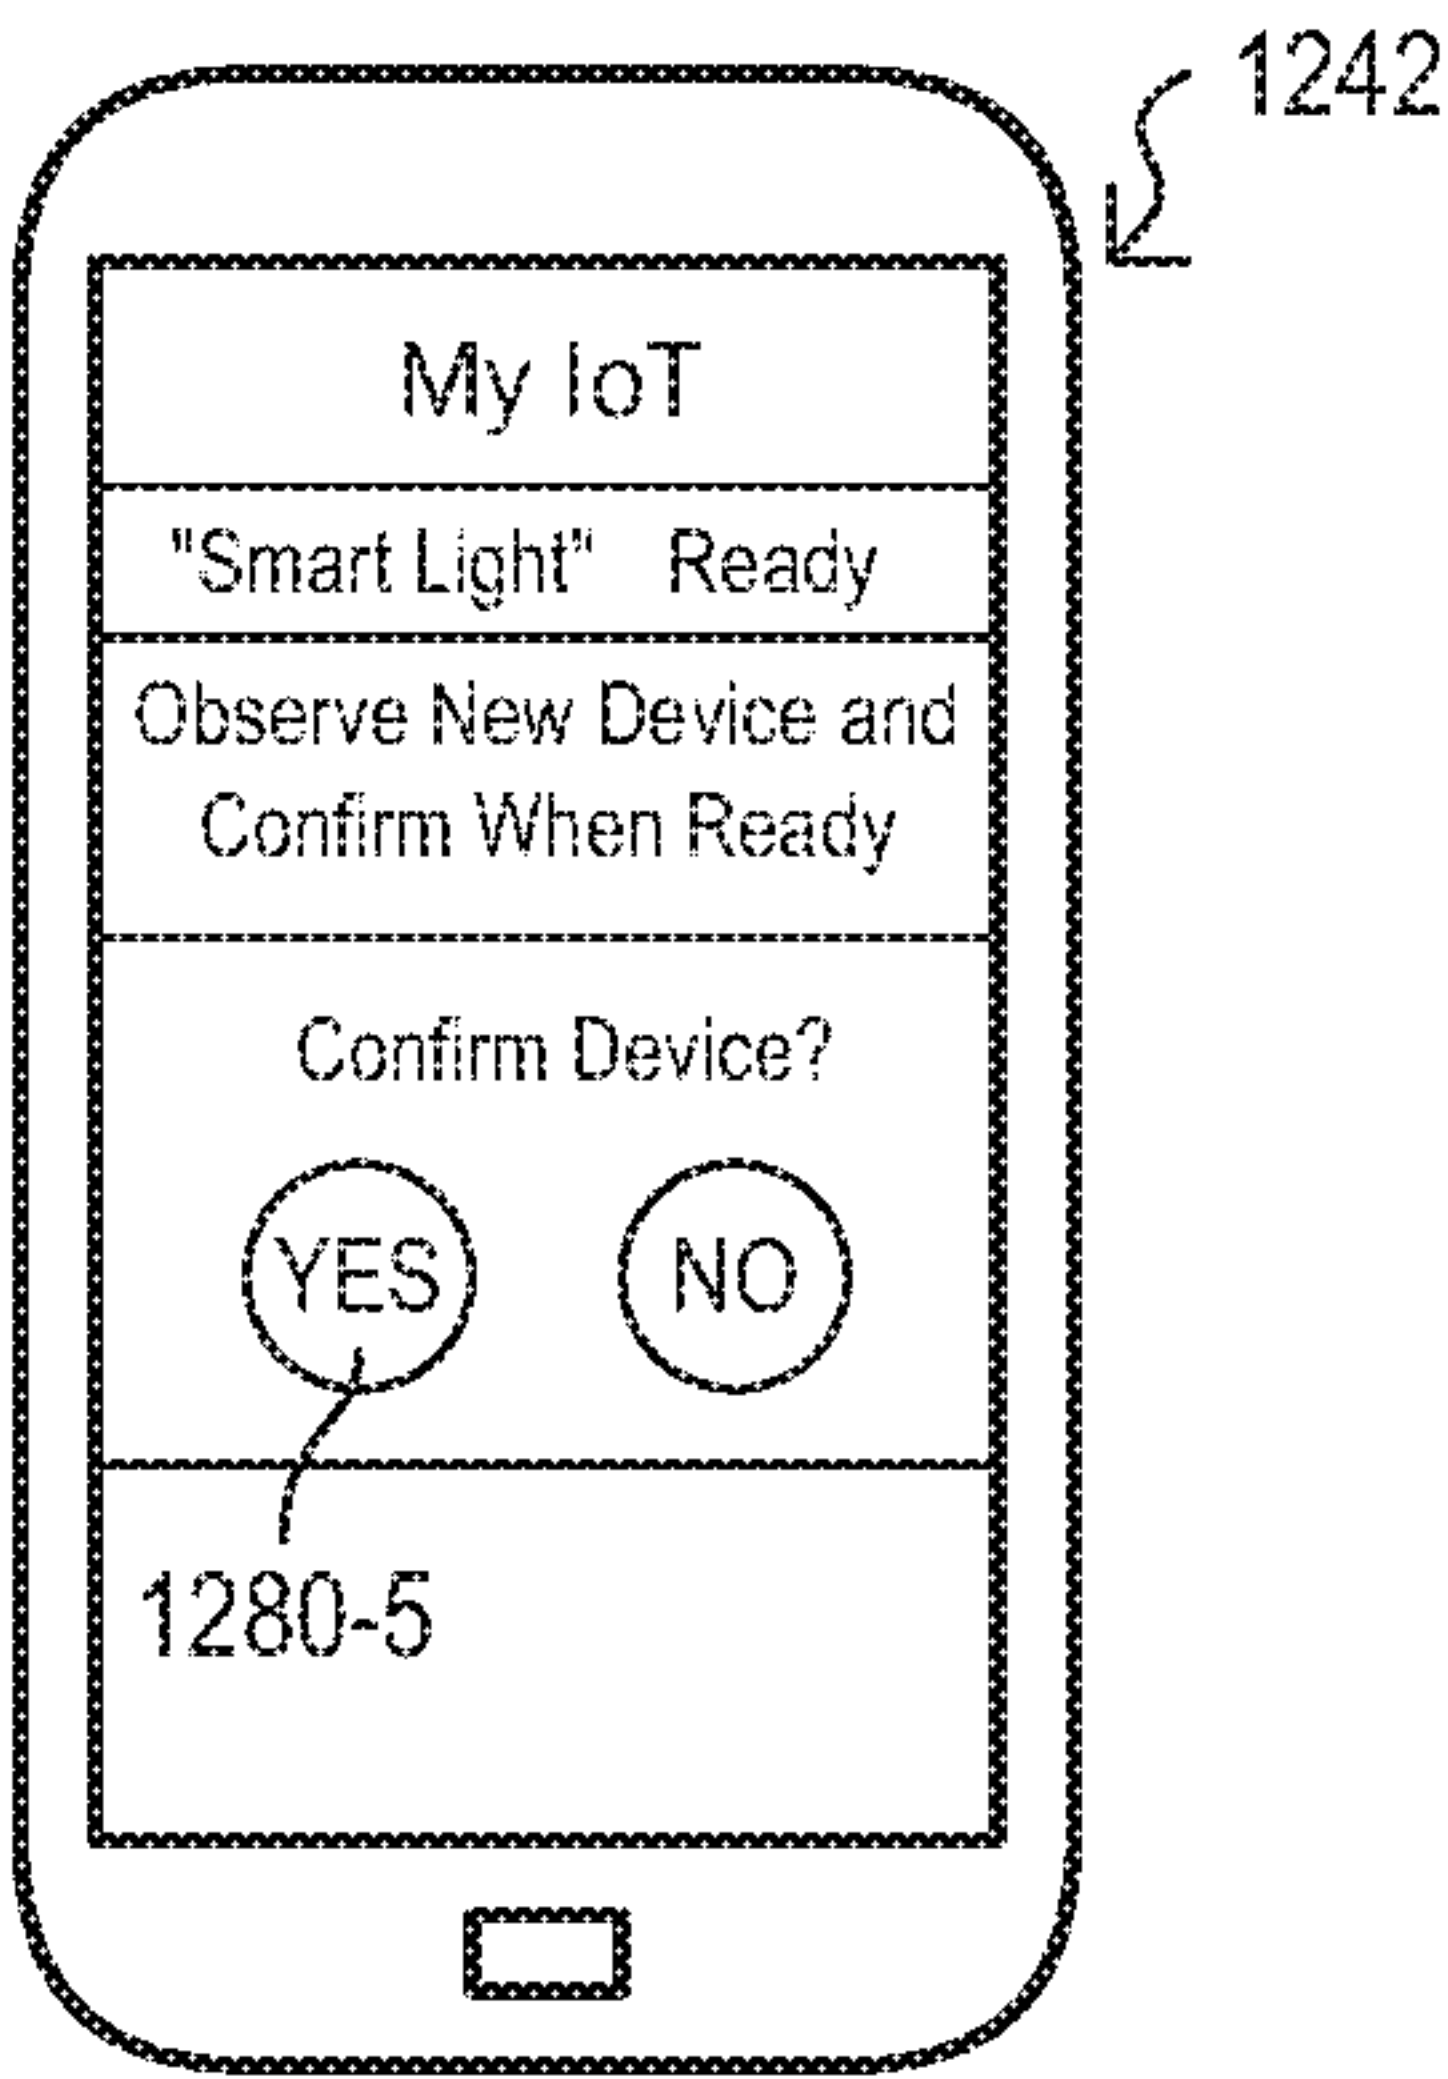 1242
My IoT
"Smart Light" Ready
Observe New Device and
Confirm When Ready
Confirm Device?
YES NO
1280-5